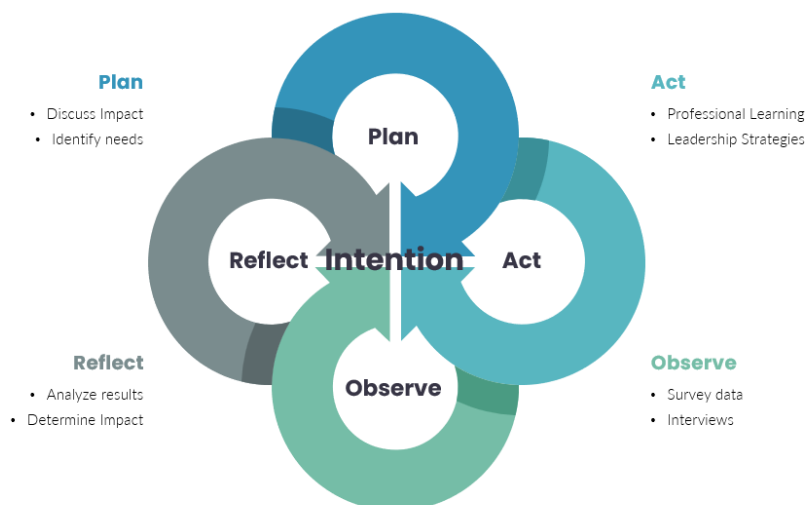 Plan
• Discuss Impact
• Identify needs
Act
• Professional Learning
• Leadership Strategies
Plan
Reflect
Intention
Act
Observe
Reflect
• Analyze results
• Determine Impact
Observe
• Survey data
• Interviews